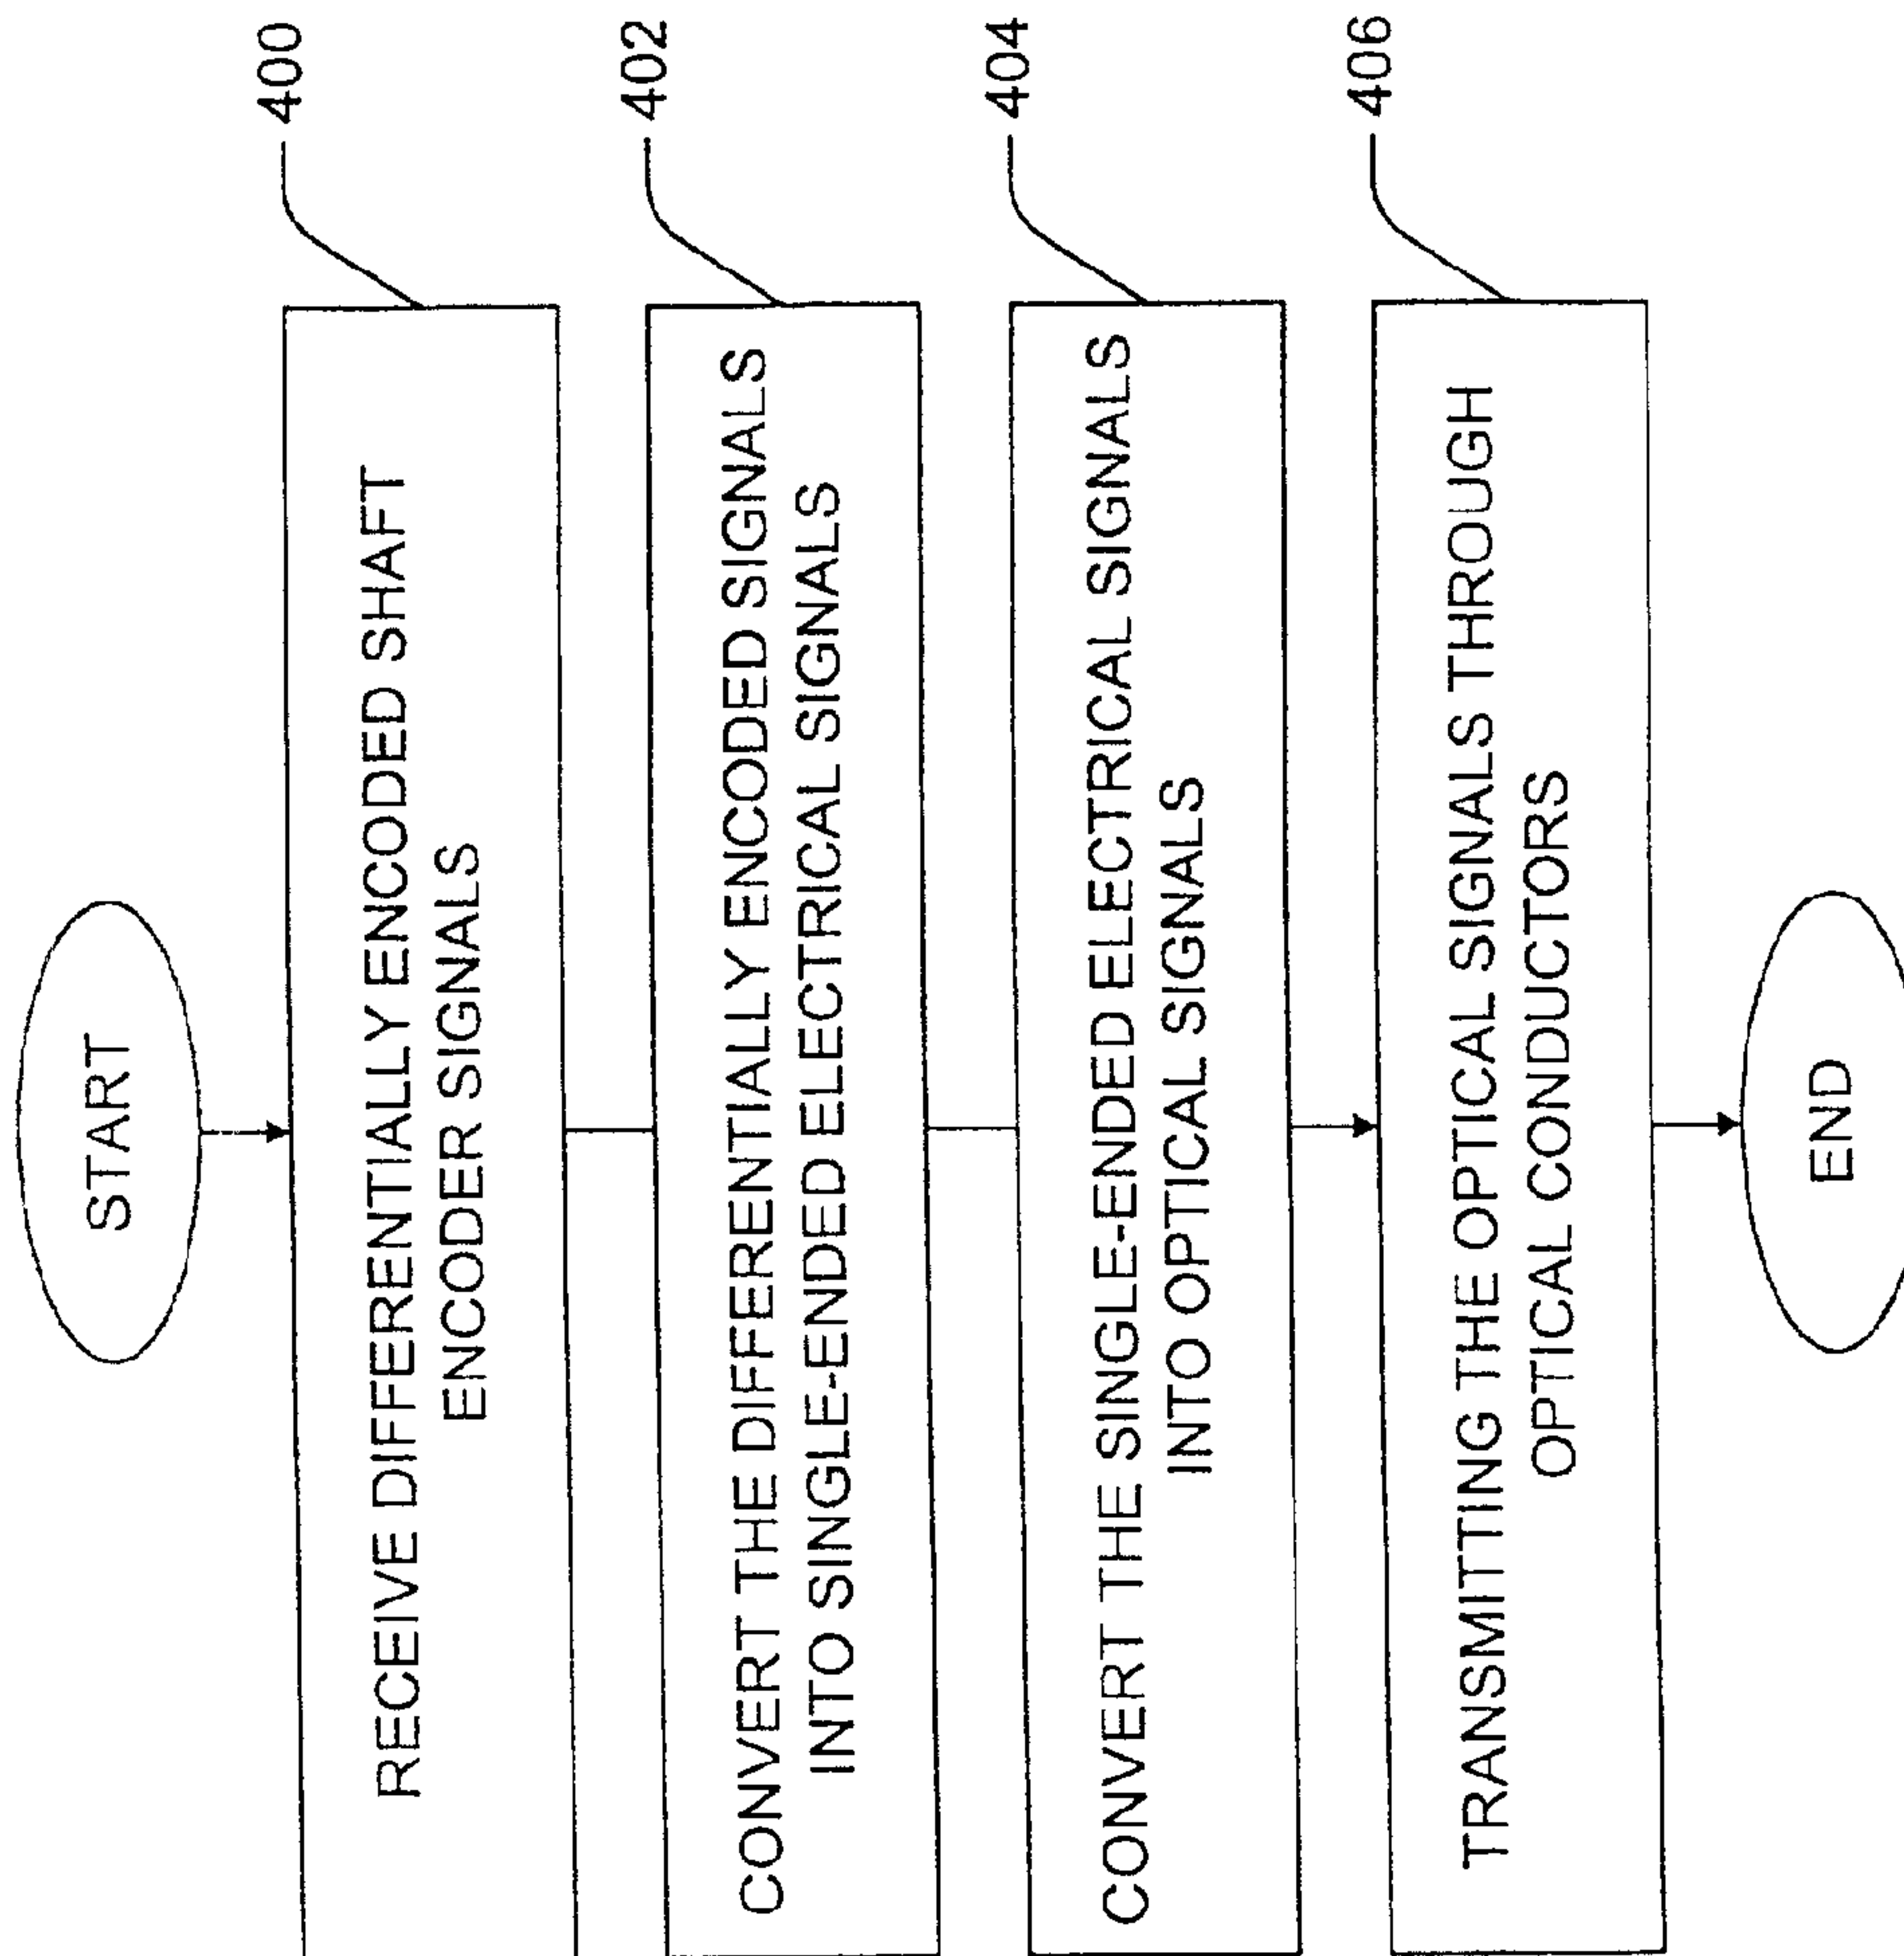 START
400
RECEIVE DIFFERENTIALLY ENCODED SHAFT
ENCODER SIGNALS
402
CONVERT THE DIFFERENTIALLY ENCODED SIGNALS
INTO SINGLE-ENDED ELECTRICAL SIGNALS
404
CONVERT THE SINGLE-ENDED ELECTRICAL SIGNALS
INTO OPTICAL SIGNALS
406
TRANSMITTING THE OPTICAL SIGNALS THROUGH
OPTICAL CONDUCTORS
END